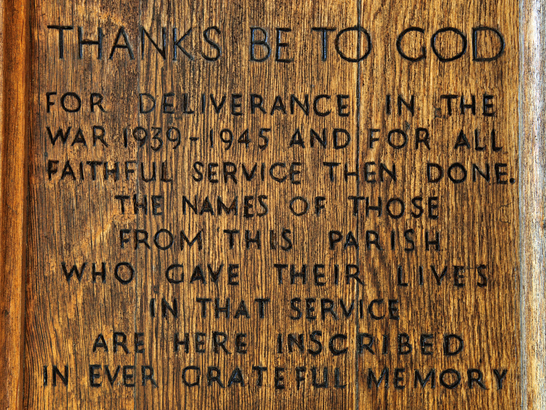 THANKS BE TO GOD
FOR DELIVERANCE IN THE
WAR 1939-1945 AND FOR ALL
FAITHFUL SERVICE THEN DONE.
THE NAMES OF THOSE
FROM THIS PARISH
WHO GAVE THEIR LIVES
IN THAT SERVICE
ARE HERE INSCRIBED
IN EVER GRATEFUL MEMORY